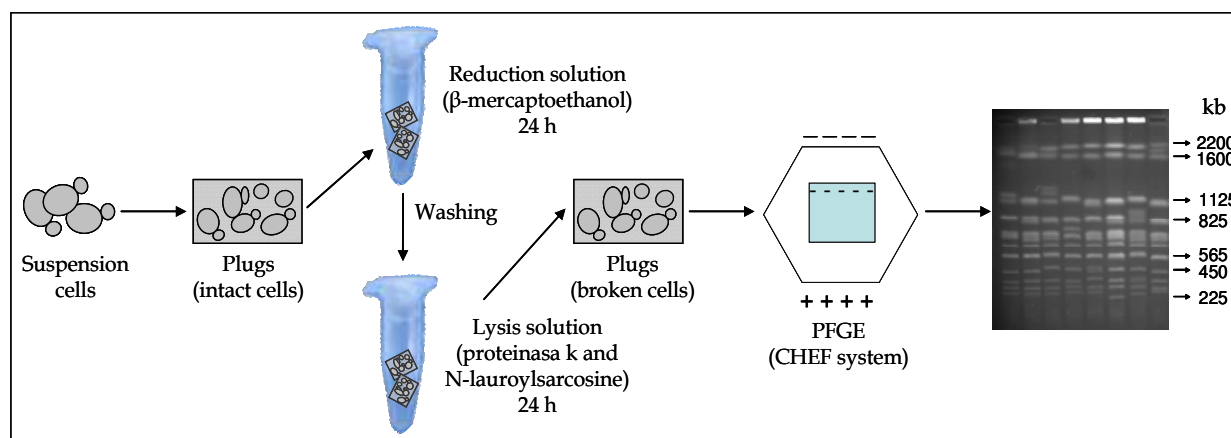 Suspension
cells
Plugs
(intact cells)
Reduction solution
(β-mercaptoethanol)
24 h
Washing
Lysis solution
(proteinasa k and
N-lauroylsarcosine)
24 h
Plugs
(broken cells)
– – – –
+ + + +
PFGE
(CHEF system)
kb
2200
1600
1125
825
565
450
225